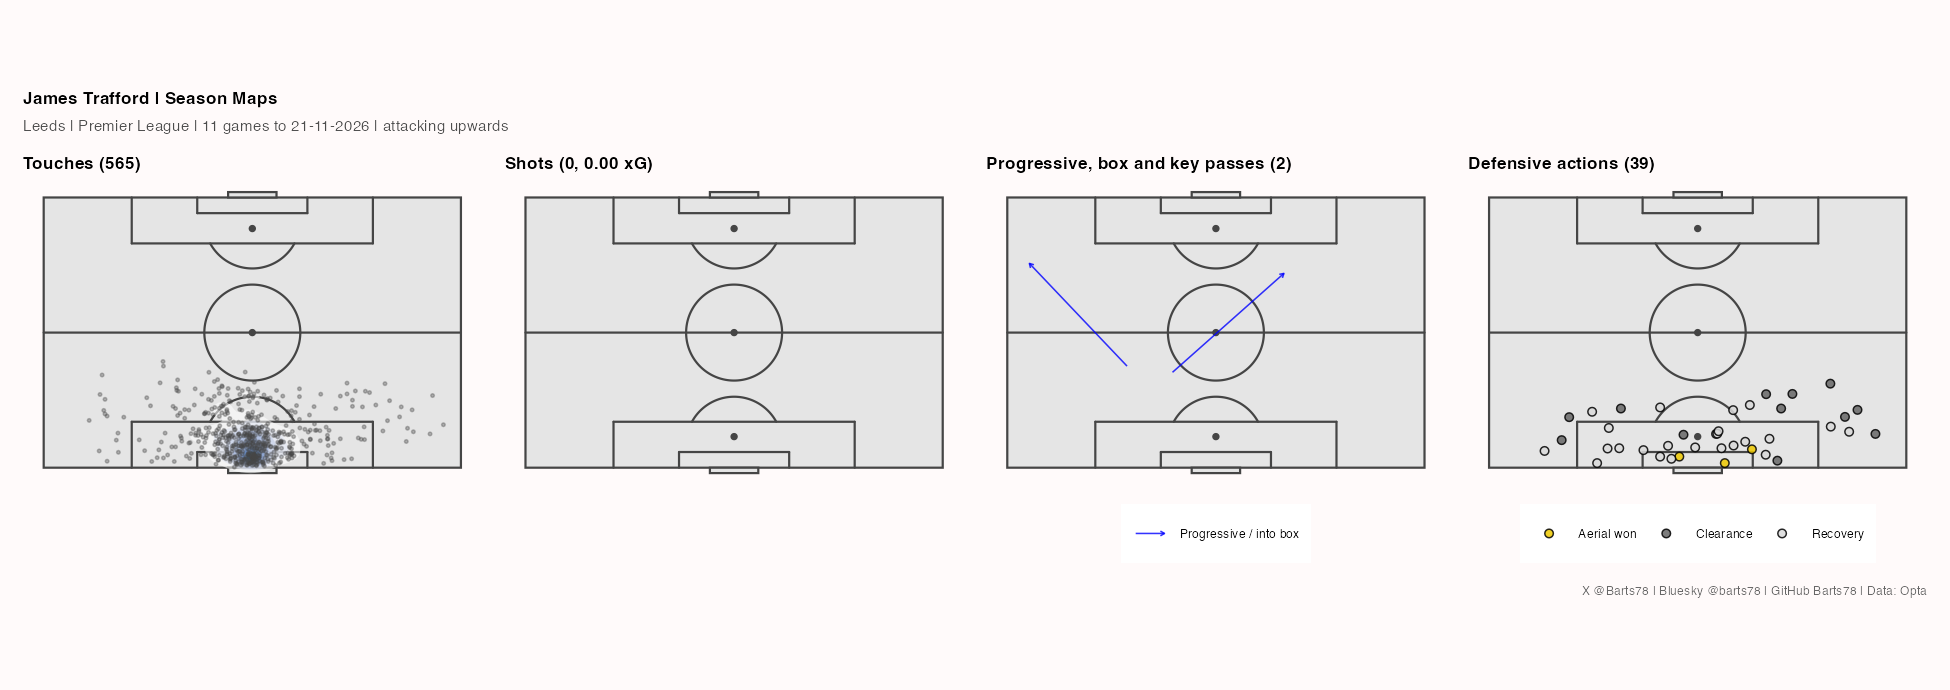 James Trafford | Season Maps
Leeds | Premier League | 11 games to 21-11-2026 | attacking upwards
Touches (565)
Shots (0, 0.00 xG)
Progressive, box and key passes (2)
Defensive actions (39)
Progressive / into box
Aerial won
Clearance
Recovery
X @Barts78 | Bluesky @barts78 | GitHub Barts78 | Data: Opta